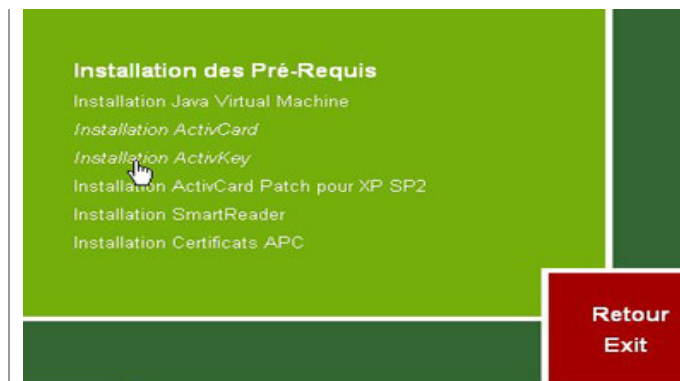 Installation des Pré-Requis
Installation Java Virtual Machine
Installation ActivCard
Installation ActivKey
Installation ActivCard Patch pour XP SP2
Installation SmartReader
Installation Certificats APC
Retour
Exit